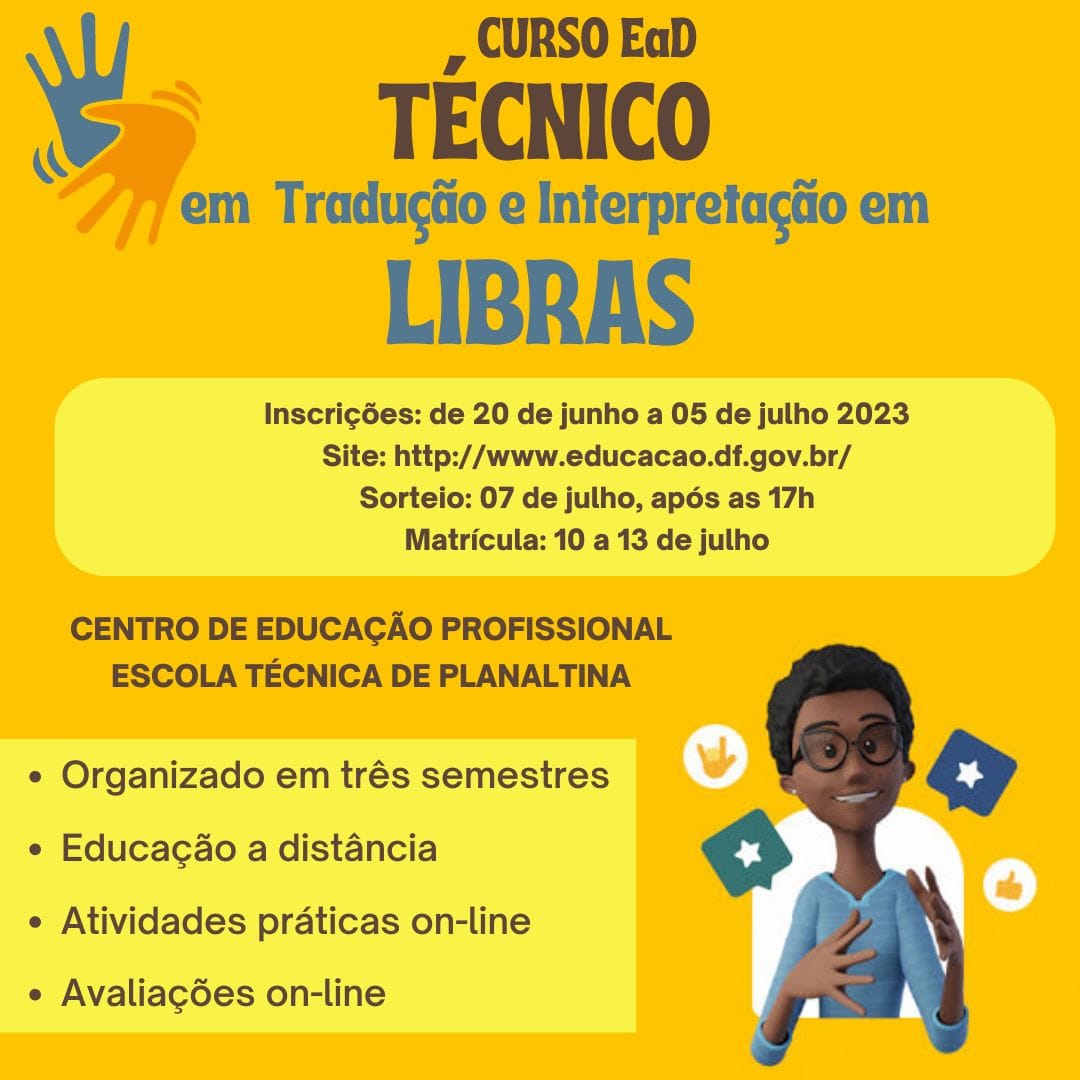 CURSO EaD
TÉCNICO
em Tradução e Interpretação em
LIBRAS
Inscrições: de 20 de junho a 05 de julho 2023
Site: http://www.educacao.df.gov.br/
Sorteio: 07 de julho, após as 17h
Matrícula: 10 a 13 de julho
CENTRO DE EDUCAÇÃO PROFISSIONAL
ESCOLA TÉCNICA DE PLANALTINA
• Organizado em três semestres
• Educação a distância
• Atividades práticas on-line
• Avaliações on-line